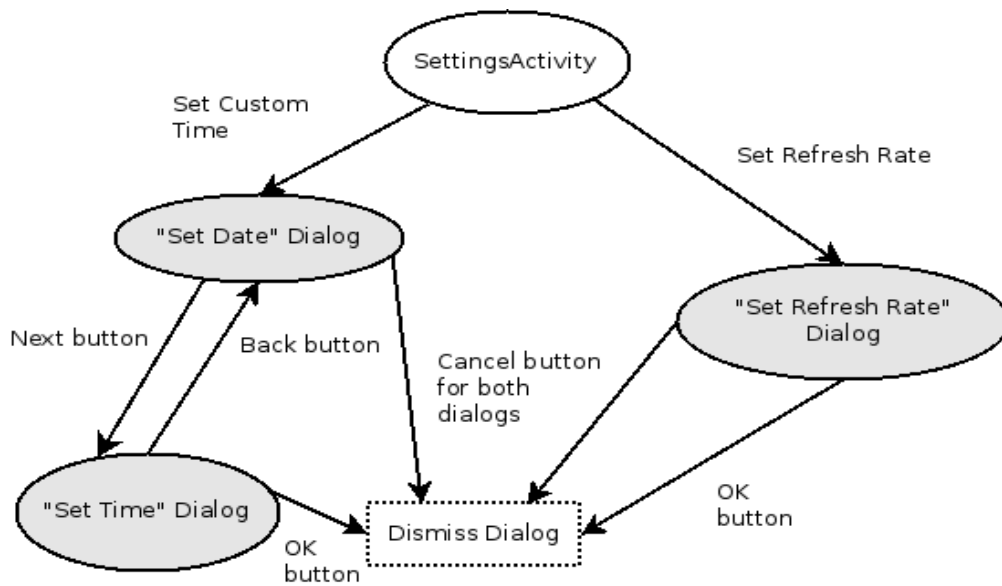 SettingsActivity
Set Custom
Time
Set Refresh Rate
"Set Date" Dialog
"Set Refresh Rate"
Dialog
Next button
Back button
Cancel button
for both
dialogs
"Set Time" Dialog
OK
button
Dismiss Dialog
OK
button